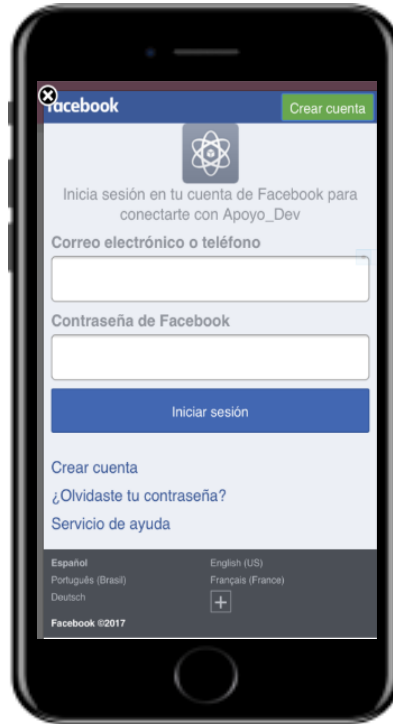 facebook
Crear cuenta
Inicia sesión en tu cuenta de Facebook para
conectarte con Apoyo_Dev
Correo electrónico o teléfono
Contraseña de Facebook
Iniciar sesión
Crear cuenta
¿Olvidaste tu contraseña?
Servicio de ayuda
Español
English (US)
Português (Brasil)
Français (France)
Deutsch
Facebook ©2017